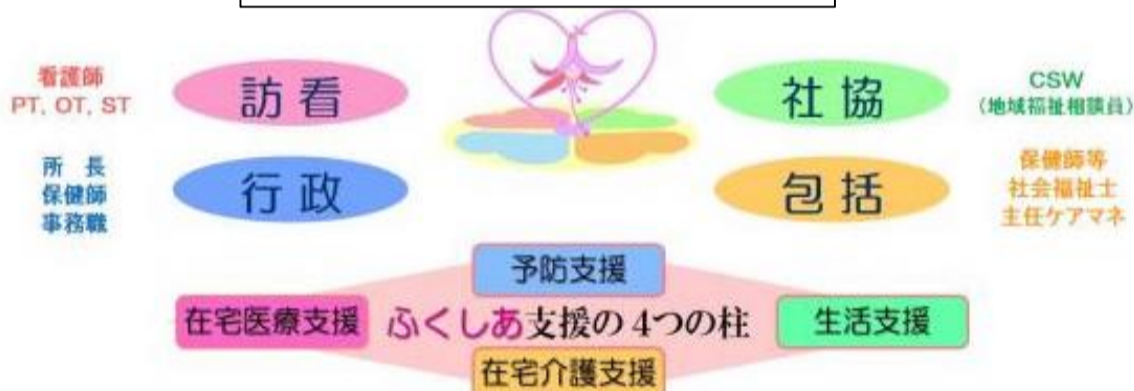 看護師
PT, OT, ST
訪看
社協
CSW
(地域福祉相談員)
所 長
保健師
事務職
行政
包括
保健師等
社会福祉士
主任ケアマネ
予防支援
在宅医療支援
ふくしあ支援の4つの柱
生活支援
在宅介護支援